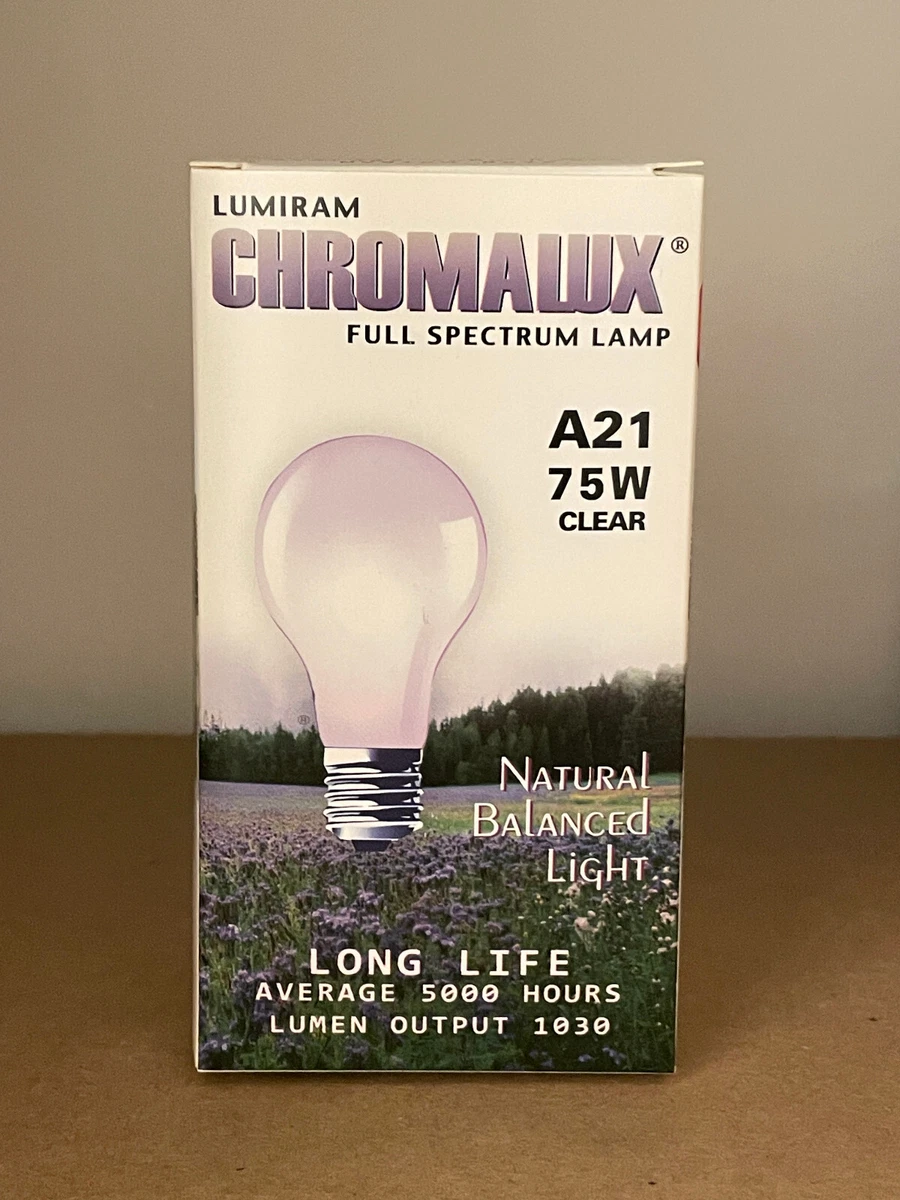 LUMIRAM
CHROMALUX®
FULL SPECTRUM LAMP
A21
75W
CLEAR
®
Natural
Balanced
Light
LONG LIFE
AVERAGE 5000 HOURS
LUMEN OUTPUT 1030